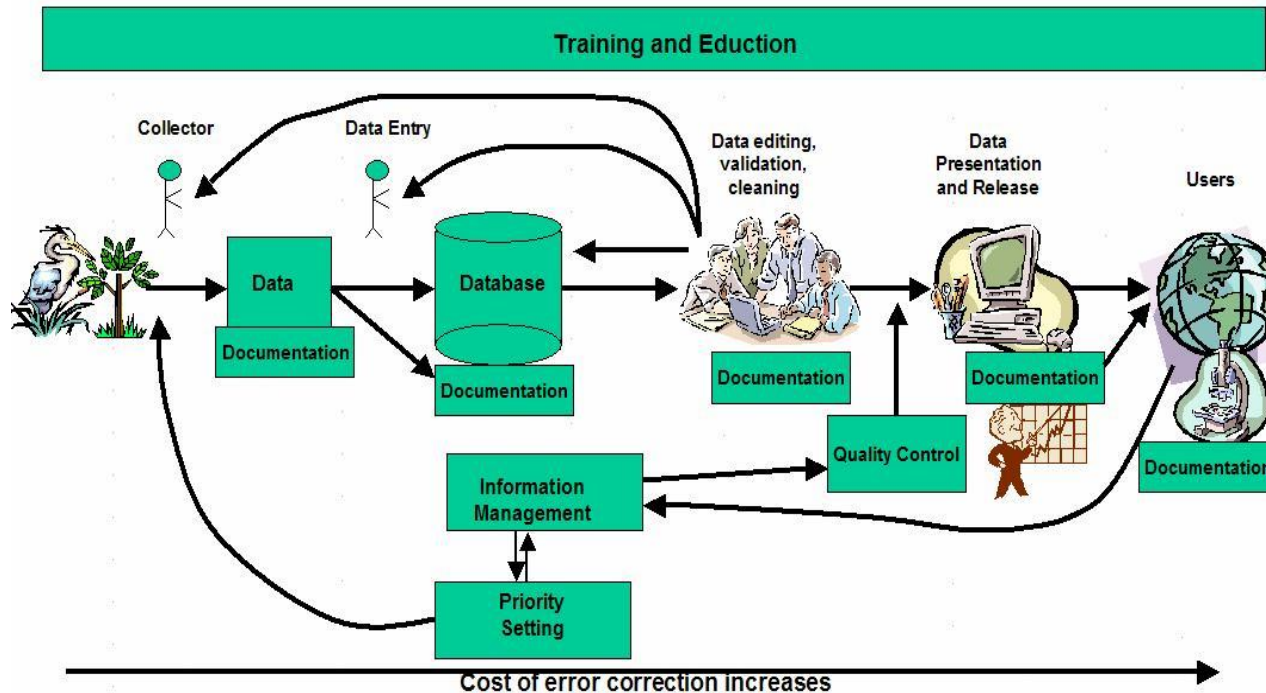 Training and Eduction
Collector
Data Entry
Data editing,
validation,
cleaning
Data
Presentation
and Release
Users
Data
Database
Documentation
Documentation
Documentation
Documentation
Quality Control
Documentation
Information
Management
Priority
Setting
Cost of error correction increases